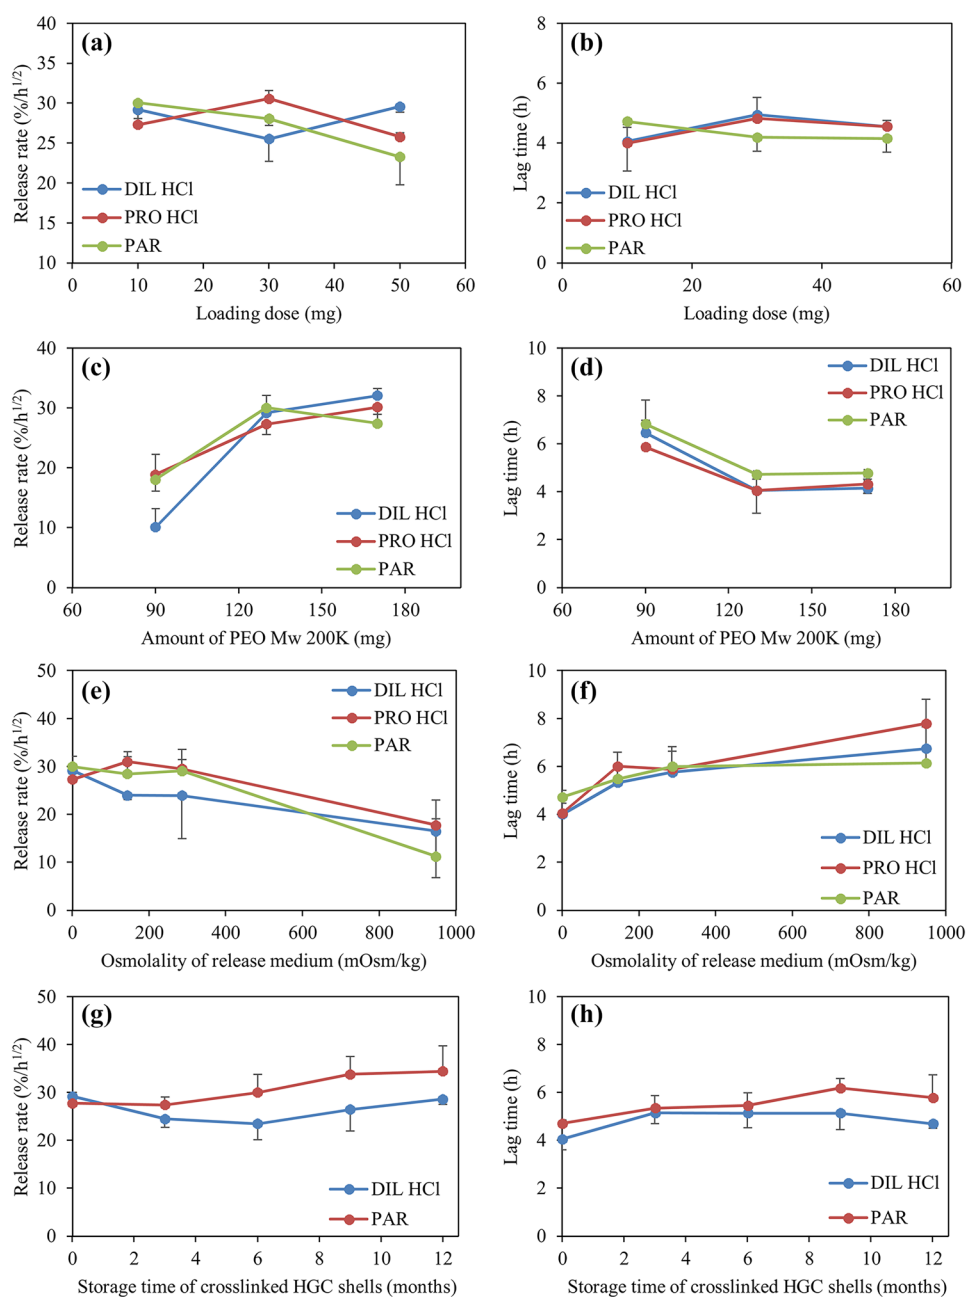 (a)
Release rate (%/h1/2)
40
35
30
25
20
15
10
DIL HCl
PRO HCl
PAR
0 10 20 30 40 50 60
Loading dose (mg)
(b)
Lag time (h)
8
6
4
2
0
DIL HCl
PRO HCl
PAR
0 20 40 60
Loading dose (mg)
(c)
Release rate (%/h1/2)
40
30
20
10
0
DIL HCl
PRO HCl
PAR
60 90 120 150 180
Amount of PEO Mw 200K (mg)
(d)
Lag time (h)
10
8
6
4
2
0
DIL HCl
PRO HCl
PAR
60 90 120 150 180
Amount of PEO Mw 200K (mg)
(e)
Release rate (%/h1/2)
50
40
30
20
10
0
DIL HCl
PRO HCl
PAR
0 200 400 600 800 1000
Osmolality of release medium (mOsm/kg)
(f)
Lag time (h)
10
8
6
4
2
0
DIL HCl
PRO HCl
PAR
0 200 400 600 800 1000
Osmolality of release medium (mOsm/kg)
(g)
Release rate (%/h1/2)
50
40
30
20
10
0
DIL HCl
PAR
0 2 4 6 8 10 12
Storage time of crosslinked HGC shells (months)
(h)
Lag time (h)
10
8
6
4
2
0
DIL HCl
PAR
0 2 4 6 8 10 12
Storage time of crosslinked HGC shells (months)